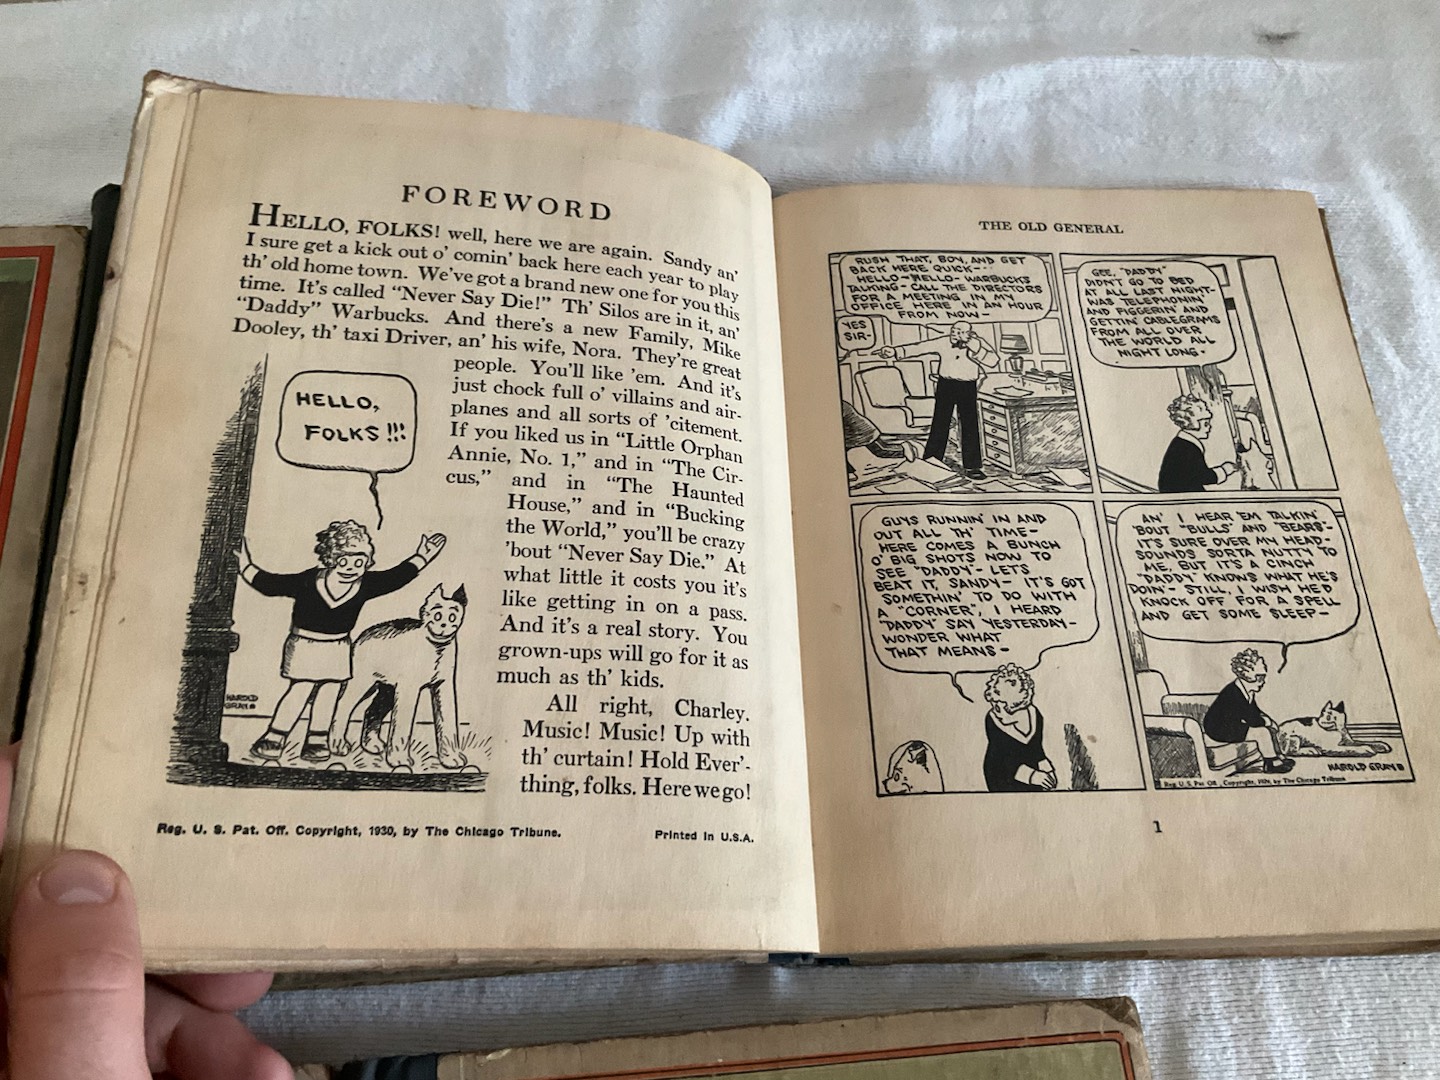 FOREWORD
HELLO, FOLKS! well, here we are again. Sandy an'
I sure get a kick out o' comin' back here each year to play
th' old home town. We've got a brand new one for you this
time. It's called “Never Say Die!” Th' Silos are in it, an'
“Daddy” Warbucks. And there's a new Family, Mike
Dooley, th' taxi Driver, an' his wife, Nora. They're great
people. You'll like 'em. And it's
just chock full o' villains and air-
planes and all sorts of 'citement.
If you liked us in “Little Orphan
Annie, No. 1,” and in “The Cir-
cus,” and in “The Haunted
House,” and in “Bucking
the World,” you'll be crazy
'bout “Never Say Die.” At
what little it costs you it's
like getting in on a pass.
And it's a real story. You
grown-ups will go for it as
much as th' kids.
All right, Charley.
Music! Music! Up with
th' curtain! Hold Ever'-
thing, folks. Here we go!
HELLO,
FOLKS!!!
HAROLD
GRAY
Reg. U. S. Pat. Off. Copyright, 1930, by The Chicago Tribune.
Printed in U.S.A.
THE OLD GENERAL
RUSH THAT, BOY, AND GET
BACK HERE QUICK--
HELLO-HELLO-WARBUCKS
TALKING- CALL THE DIRECTORS
FOR A MEETING IN MY
OFFICE HERE IN AN HOUR
FROM NOW-
YES
SIR-
GEE, "DADDY"
DIDN'T GO TO BED
AT ALL LAST NIGHT-
WAS TELEPHONIN'
AND FIGGERIN' AND
GETTIN' CABLEGRAMS
FROM ALL OVER
THE WORLD ALL
NIGHT LONG-
GUYS RUNNIN' IN AND
OUT ALL TH' TIME-
HERE COMES A BUNCH
O' BIG SHOTS NOW TO
SEE "DADDY"- LETS
BEAT IT, SANDY- IT'S GOT
SOMETHIN' TO DO WITH
A "CORNER", I HEARD
"DADDY" SAY YESTERDAY-
WONDER WHAT
THAT MEANS-
AN' I HEAR 'EM TALKIN'
'BOUT "BULLS" AND "BEARS"-
IT'S SURE OVER MY HEAD-
SOUNDS SORTA NUTTY TO
ME, BUT IT'S A CINCH
"DADDY" KNOWS WHAT HE'S
DOIN'- STILL, I WISH HE'D
KNOCK OFF FOR A SPELL
AND GET SOME SLEEP-
HAROLD GRAY
Reg. U. S. Pat. Off., Copyright, by The Chicago Tribune
1